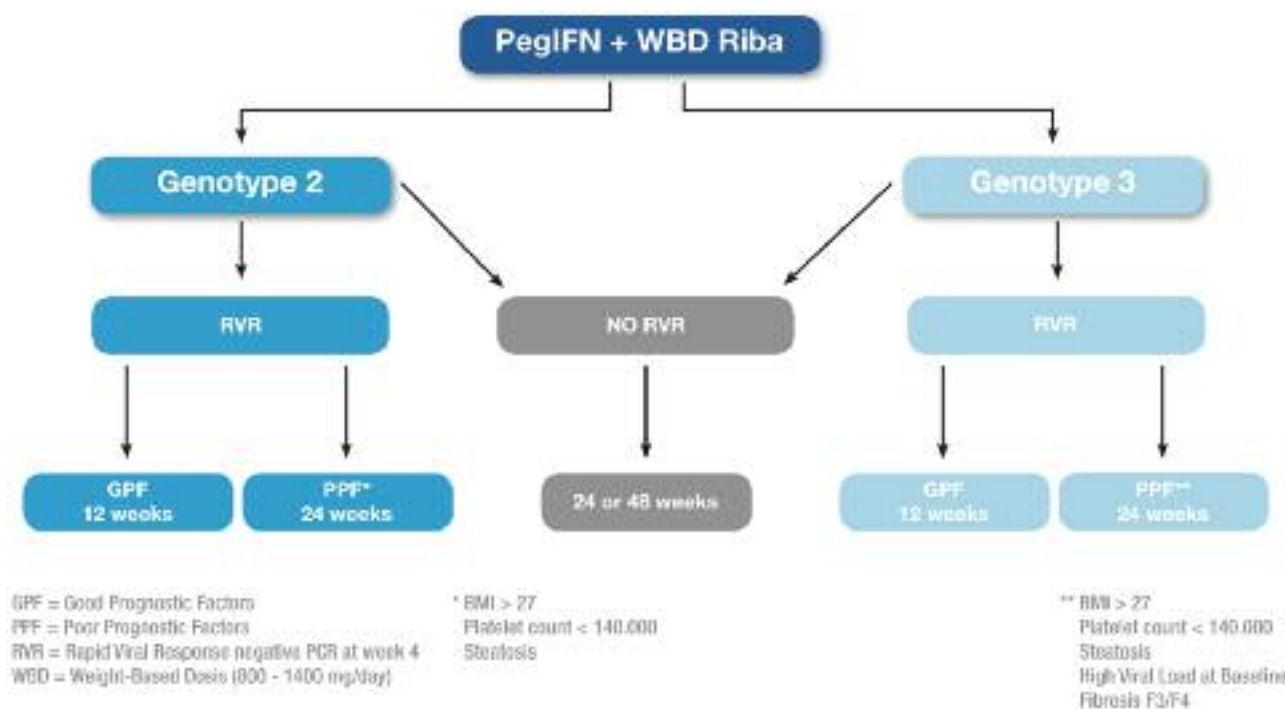 PegIFN + WBD Riba
Genotype 2
Genotype 3
RVR
NO RVR
RVR
GPF
12 weeks
PPF*
24 weeks
24 or 48 weeks
GPF
12 weeks
PPF**
24 weeks
GPF = Good Prognostic Factors
PPF = Poor Prognostic Factors
RVR = Rapid Viral Response negative PCR at week 4
WBD = Weight-Based Dosis (800 - 1400 mg/day)
* BMI > 27
Platelet count < 140.000
Steatosis
** BMI > 27
Platelet count < 140.000
Steatosis
High Viral Load at Baseline
Fibrosis F3/F4